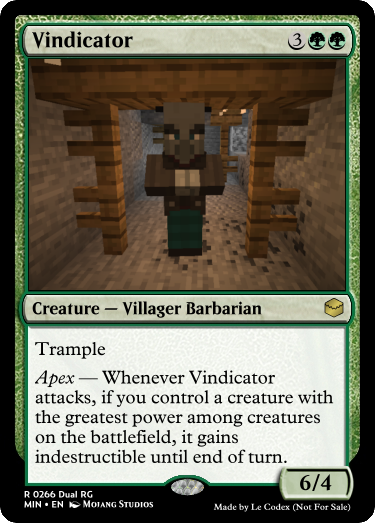 Vindicator 3
Creature — Villager Barbarian
Trample
Apex — Whenever Vindicator
attacks, if you control a creature with
the greatest power among creatures
on the battlefield, it gains
indestructible until end of turn.
6/4
R 0266 Dual RG
MIN • EN Mojang Studios
Made by Le Codex (Not For Sale)